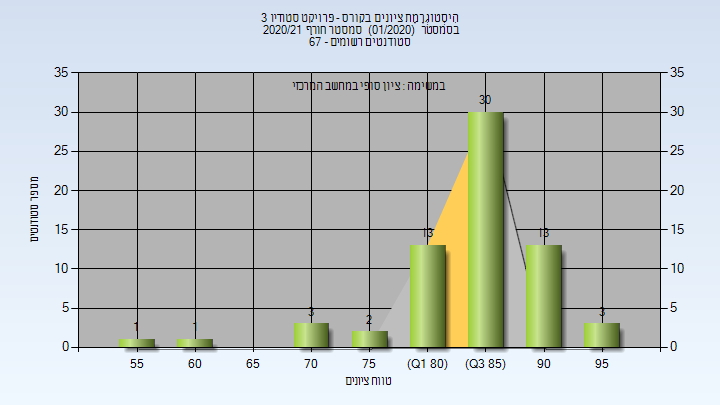 היסטוגרמת ציונים בקורס - פרויקט סטודיו 3
בסמסטר (01/2020) סמסטר חורף 2020/21
סטודנטים רשומים - 67
במשימה : ציון סופי במחשב המרכזי
מספר סטודנטים
35 35
30 30
25 25
20 20
15 15
10 10
5 5
0 0
1 1 3 2 13 30 13 3
55 60 65 70 75 (Q1 80) (Q3 85) 90 95
טווח ציונים